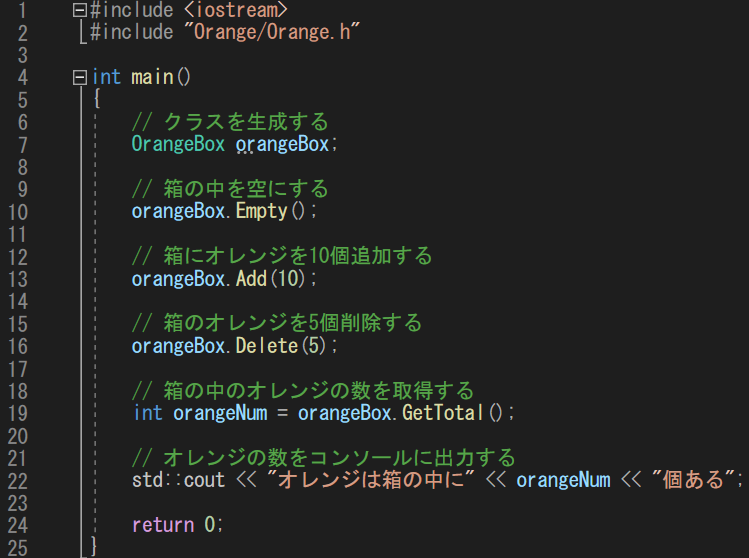 1 #include <iostream>
2 #include "Orange/Orange.h"
3
4 int main()
5 {
6 // クラスを生成する
7 OrangeBox orangeBox;
8
9 // 箱の中を空にする
10 orangeBox.Empty();
11
12 // 箱にオレンジを10個追加する
13 orangeBox.Add(10);
14
15 // 箱のオレンジを5個削除する
16 orangeBox.Delete(5);
17
18 // 箱の中のオレンジの数を取得する
19 int orangeNum = orangeBox.GetTotal();
20
21 // オレンジの数をコンソールに出力する
22 std::cout << "オレンジは箱の中に" << orangeNum << "個ある";
23
24 return 0;
25 }